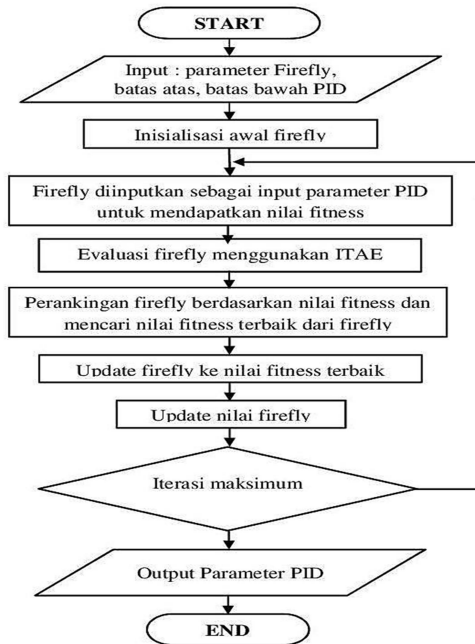 START
Input : parameter Firefly,
batas atas, batas bawah PID
Inisialisasi awal firefly
Firefly diinputkan sebagai input parameter PID
untuk mendapatkan nilai fitness
Evaluasi firefly menggunakan ITAE
Perankingan firefly berdasarkan nilai fitness dan
mencari nilai fitness terbaik dari firefly
Update firefly ke nilai fitness terbaik
Update nilai firefly
Iterasi maksimum
Output Parameter PID
END